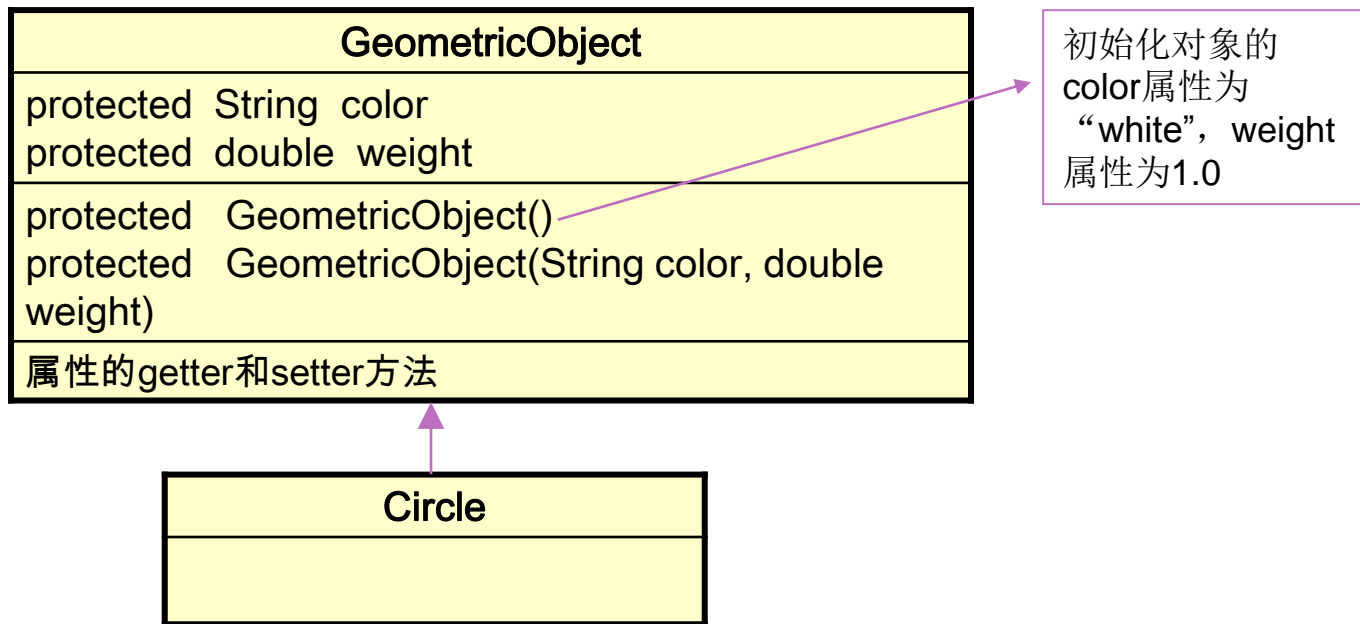 GeometricObject
protected String color
protected double weight
protected GeometricObject()
protected GeometricObject(String color, double
weight)
属性的getter和setter方法
初始化对象的
color属性为
“white”，weight
属性为1.0
Circle